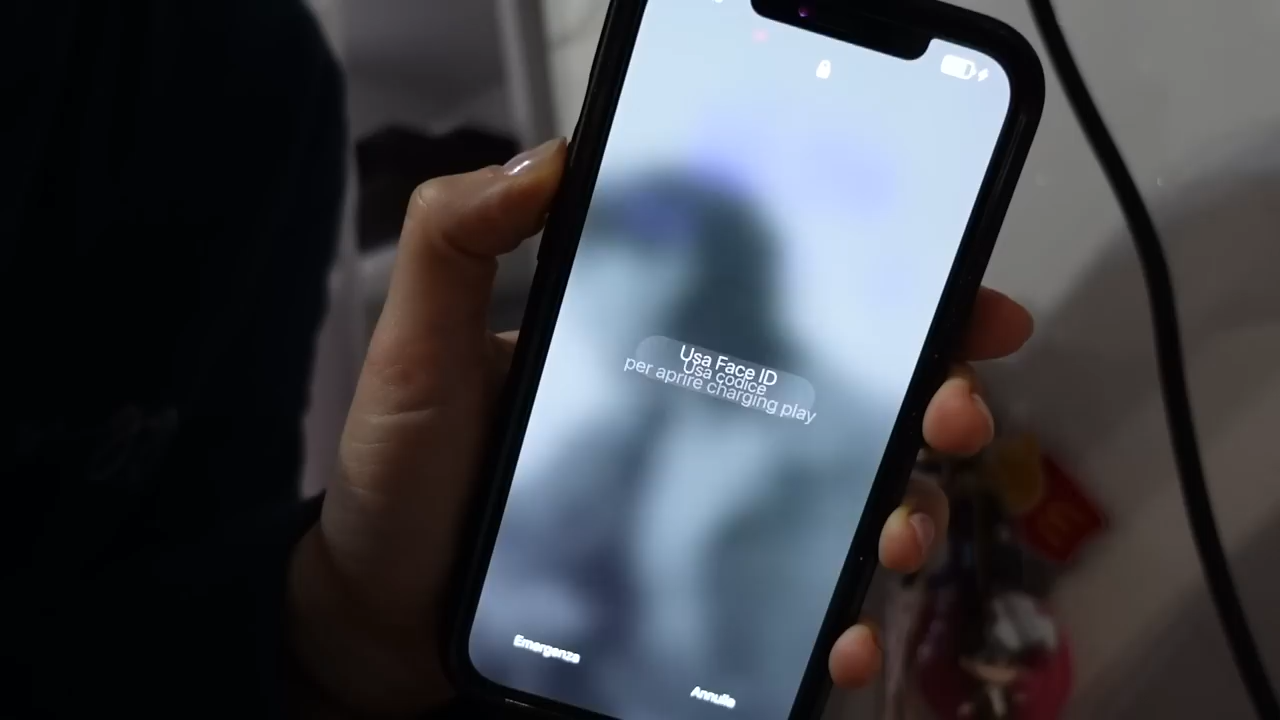 Usa Face ID
Usa codice
per aprire charging play
Emergenza
Annulla